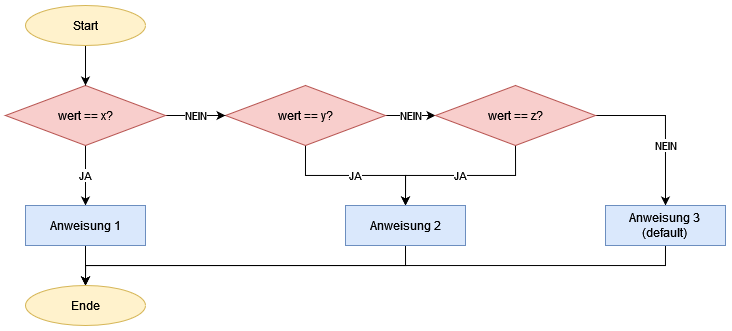 Start
wert == x?
NEIN
wert == y?
NEIN
wert == z?
NEIN
JA
JA
JA
Anweisung 1
Anweisung 2
Anweisung 3
(default)
Ende